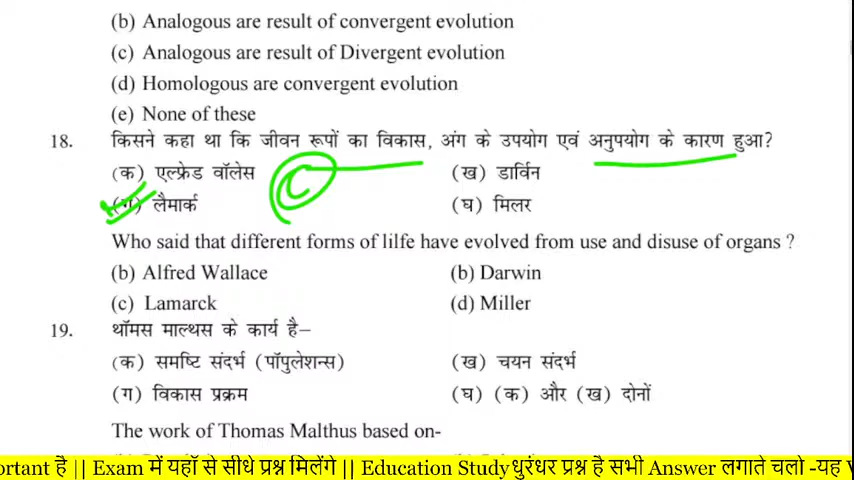 (b) Analogous are result of convergent evolution
(c) Analogous are result of Divergent evolution
(d) Homologous are convergent evolution
(e) None of these
18. किसने कहा था कि जीवन रूपों का विकास, अंग के उपयोग एवं अनुपयोग के कारण हुआ?
(क) एल्फ्रेड वॉलेस (ख) डार्विन
(ग) लैमार्क (घ) मिलर
C
Who said that different forms of lilfe have evolved from use and disuse of organs ?
(b) Alfred Wallace (b) Darwin
(c) Lamarck (d) Miller
19. थॉमस माल्थस के कार्य है–
(क) समष्टि संदर्भ (पॉपुलेशन्स) (ख) चयन संदर्भ
(ग) विकास प्रक्रम (घ) (क) और (ख) दोनों
The work of Thomas Malthus based on-
ortant है || Exam में यहाँ से सीधे प्रश्न मिलेंगे || Education Study धुरंधर प्रश्न है सभी Answer लगाते चलो -यह